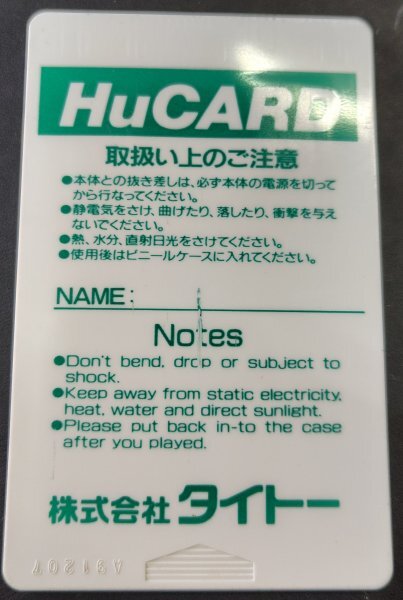 HuCARD
取扱い上のご注意
●本体との抜き差しは、必ず本体の電源を切って
から行なってください。
●静電気をさけ、曲げたり、落したり、衝撃を与え
ないでください。
●熱、水分、直射日光をさけてください。
●使用後はビニールケースに入れてください。
NAME:
Notes
●Don't bend, drop or subject to
shock.
●Keep away from static electricity,
heat, water and direct sunlight.
●Please put back in-to the case
after you played.
株式会社 タイトー